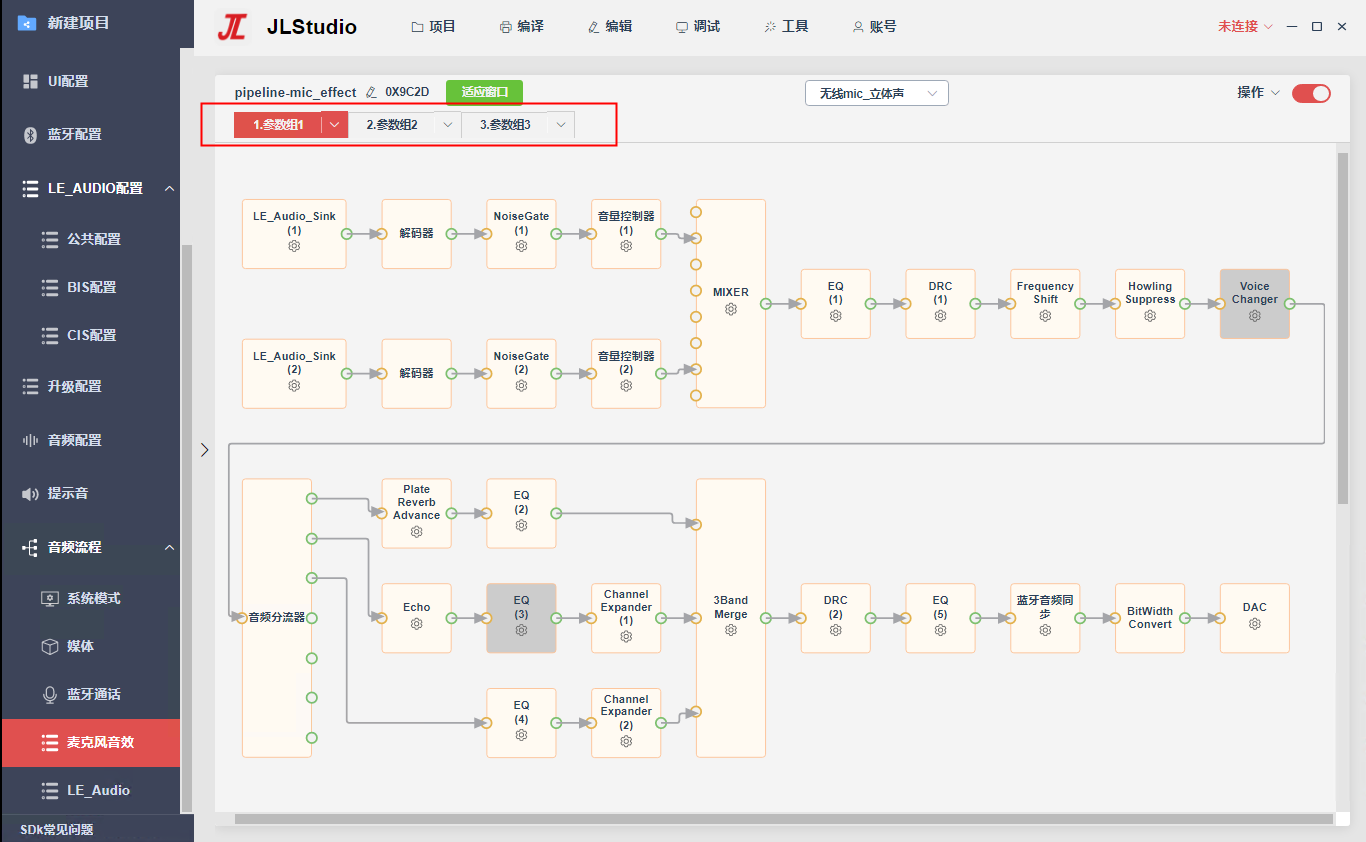 新建项目
UI配置
蓝牙配置
LE_AUDIO配置
公共配置
BIS配置
CIS配置
升级配置
音频配置
提示音
音频流程
系统模式
媒体
蓝牙通话
麦克风音效
LE_Audio
SDk常见问题
JL JLStudio
项目
编译
编辑
调试
工具
账号
未连接
pipeline-mic_effect
0X9C2D
适应窗口
无线mic_立体声
操作
1.参数组1
2.参数组2
3.参数组3
LE_Audio_Sink
(1)
解码器
NoiseGate
(1)
音量控制器
(1)
LE_Audio_Sink
(2)
解码器
NoiseGate
(2)
音量控制器
(2)
MIXER
EQ
(1)
DRC
(1)
Frequency
Shift
Howling
Suppress
Voice
Changer
音频分流器
Plate
Reverb
Advance
EQ
(2)
Echo
EQ
(3)
Channel
Expander
(1)
EQ
(4)
Channel
Expander
(2)
3Band
Merge
DRC
(2)
EQ
(5)
蓝牙音频同
步
BitWidth
Convert
DAC